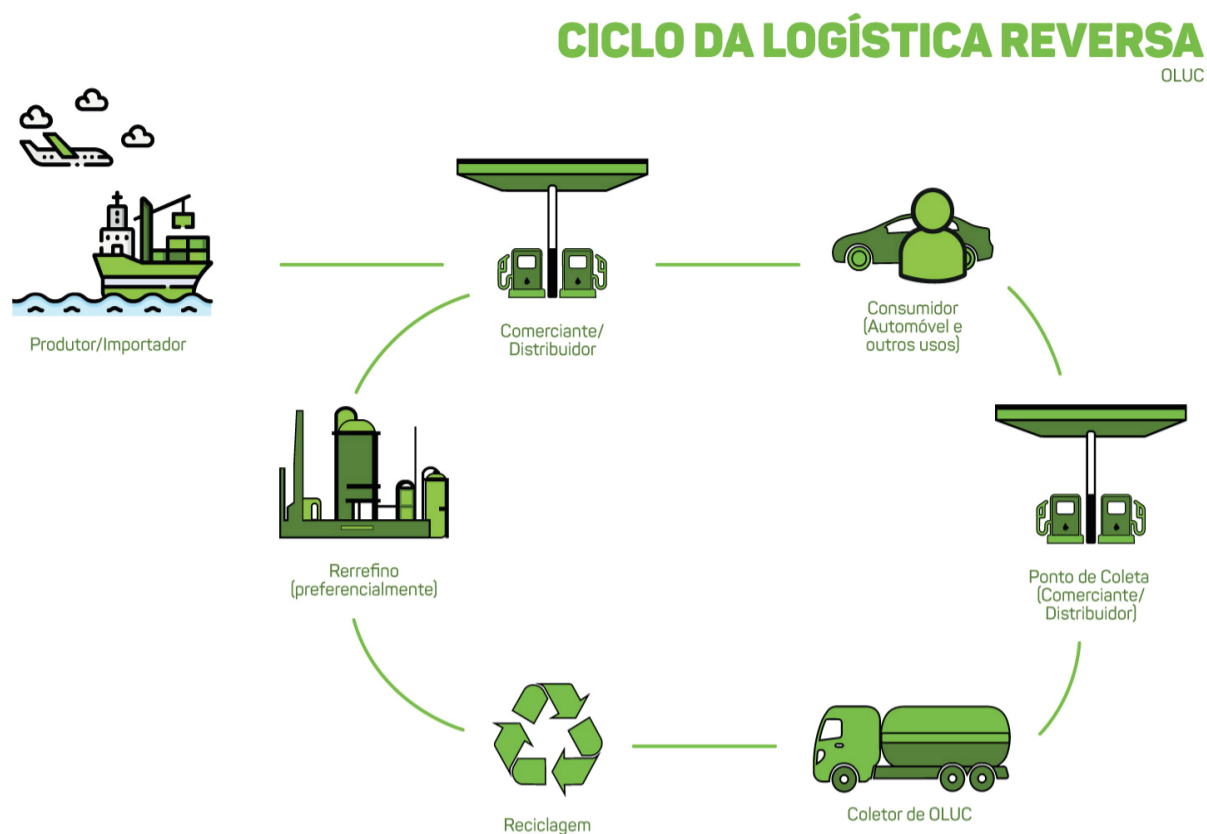 CICLO DA LOGÍSTICA REVERSA
OLUC
Produtor/Importador
Comerciante/
Distribuidor
Consumidor
(Automóvel e
outros usos)
Ponto de Coleta
(Comerciante/
Distribuidor)
Coletor de OLUC
Reciclagem
Rerrefino
(preferencialmente)